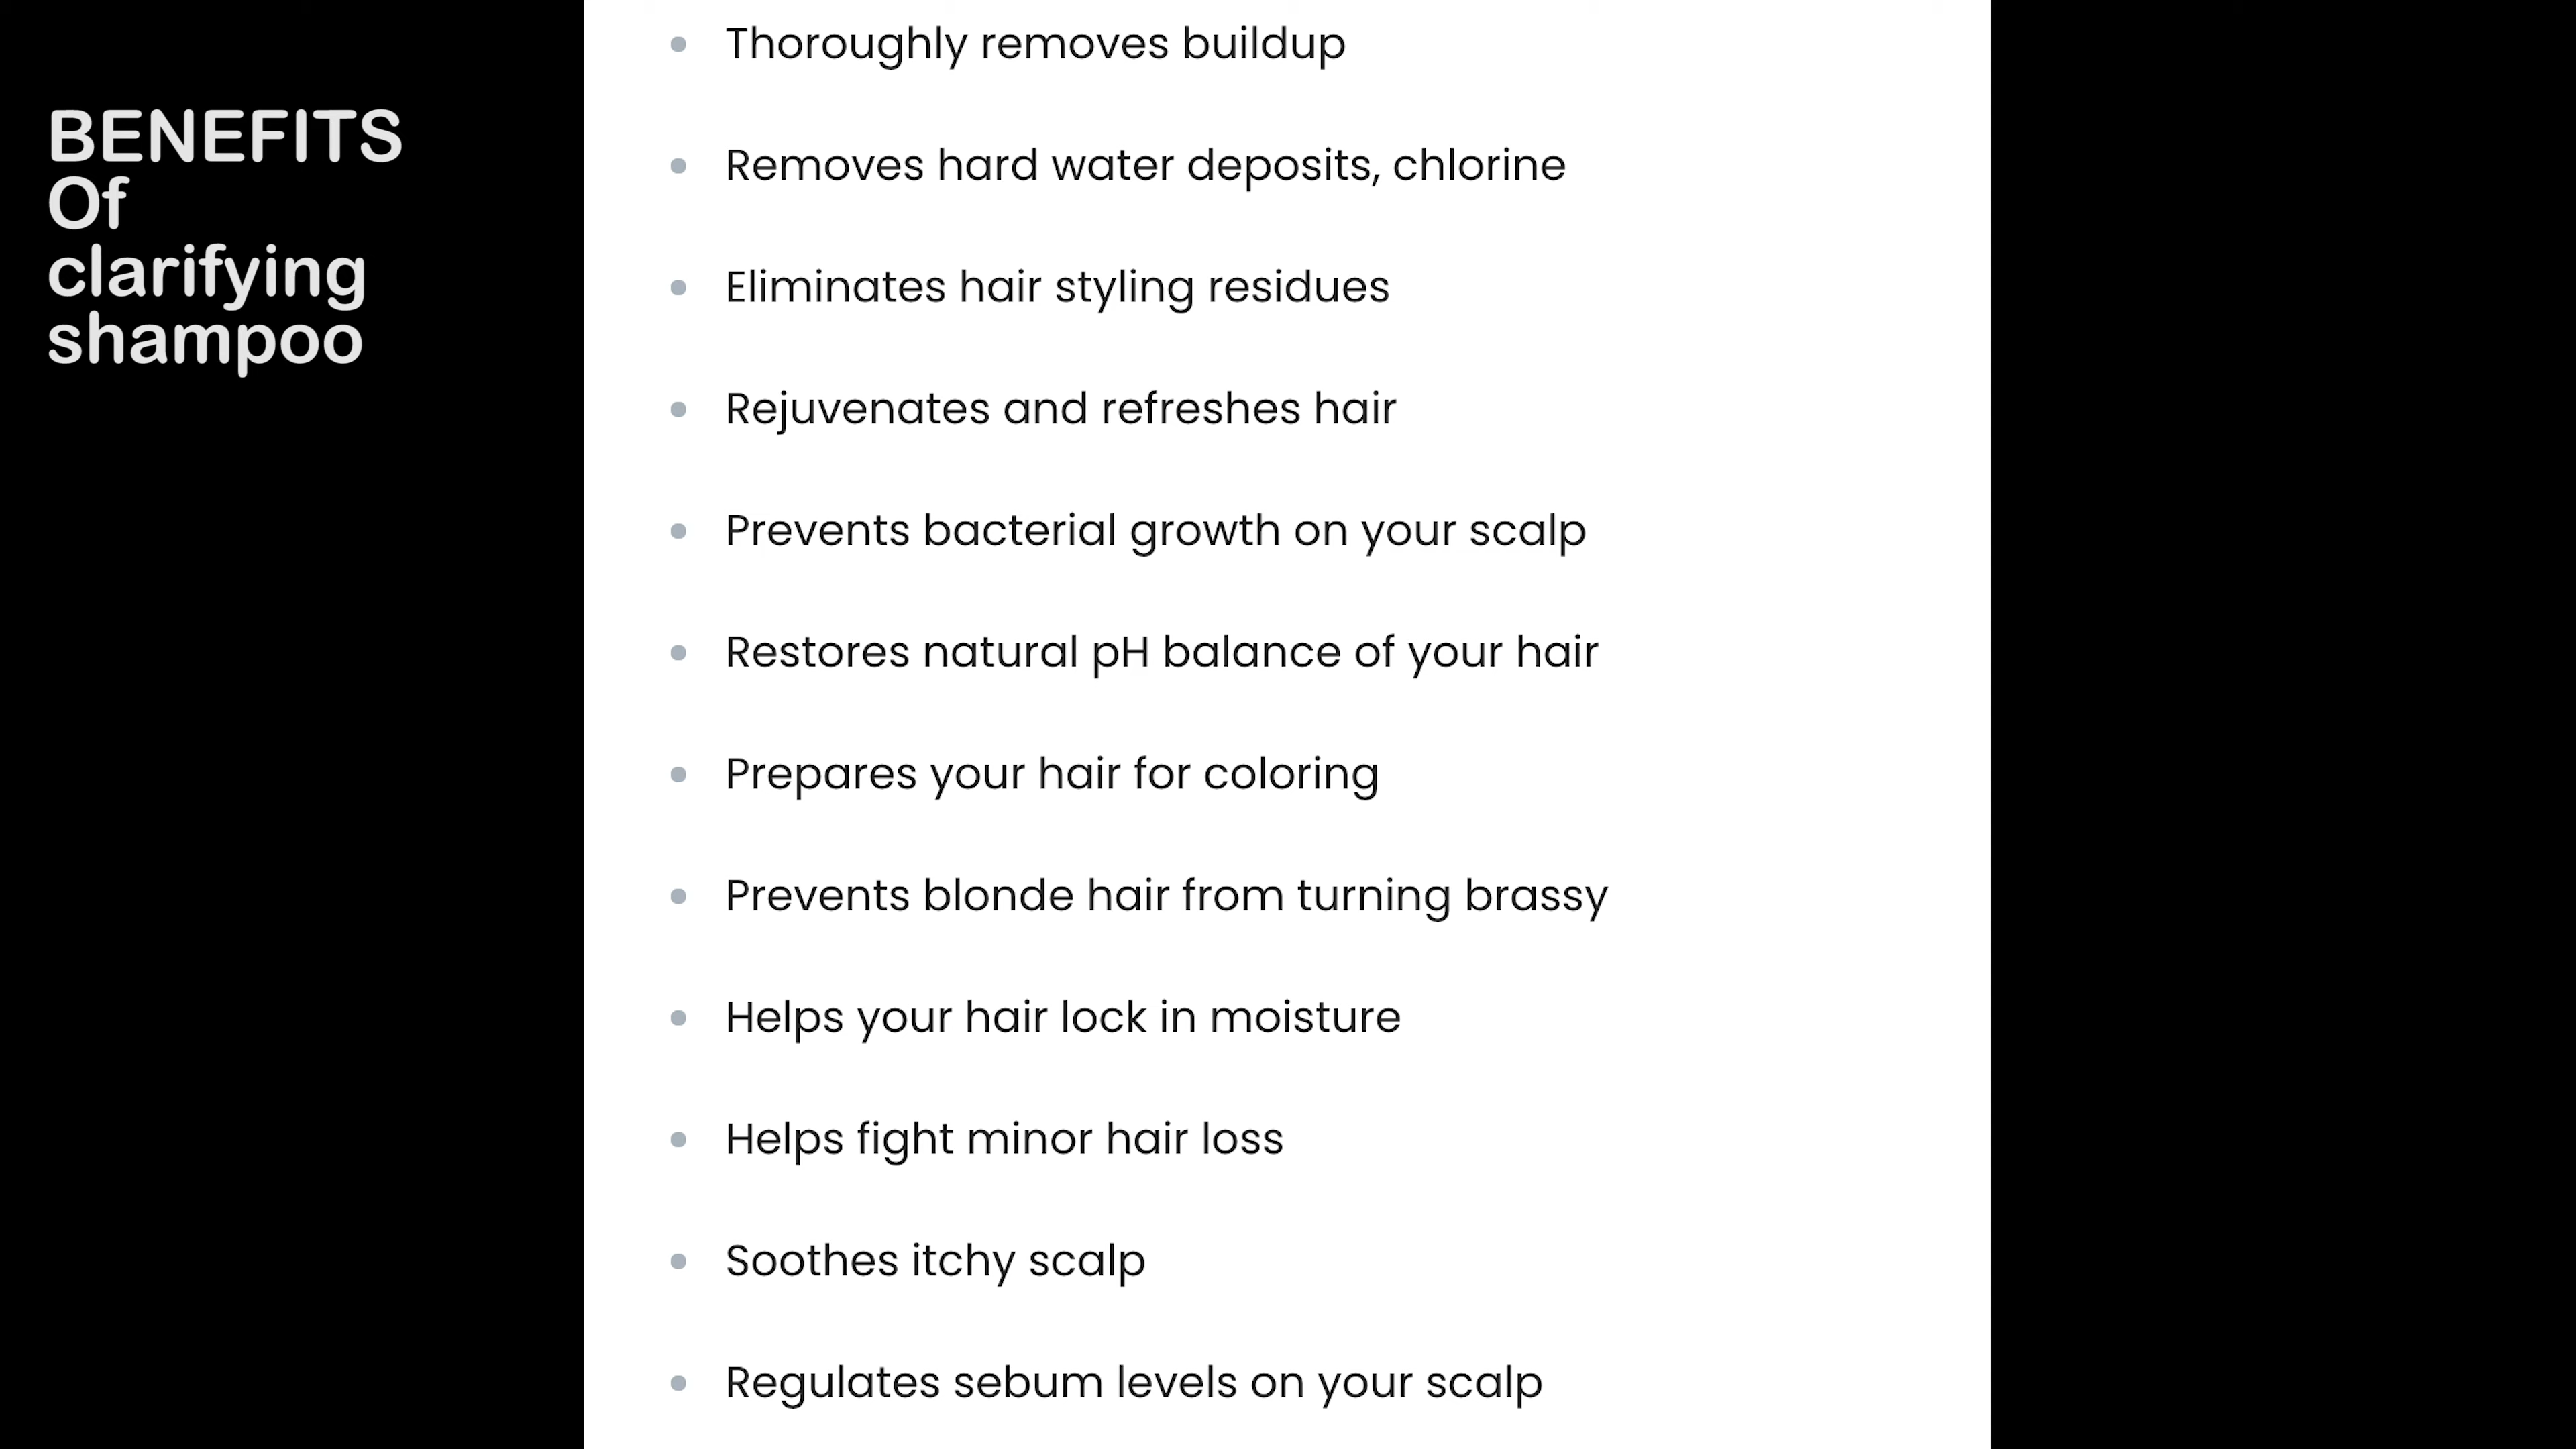 BENEFITS
Of
clarifying
shampoo
Thoroughly removes buildup
Removes hard water deposits, chlorine
Eliminates hair styling residues
Rejuvenates and refreshes hair
Prevents bacterial growth on your scalp
Restores natural pH balance of your hair
Prepares your hair for coloring
Prevents blonde hair from turning brassy
Helps your hair lock in moisture
Helps fight minor hair loss
Soothes itchy scalp
Regulates sebum levels on your scalp